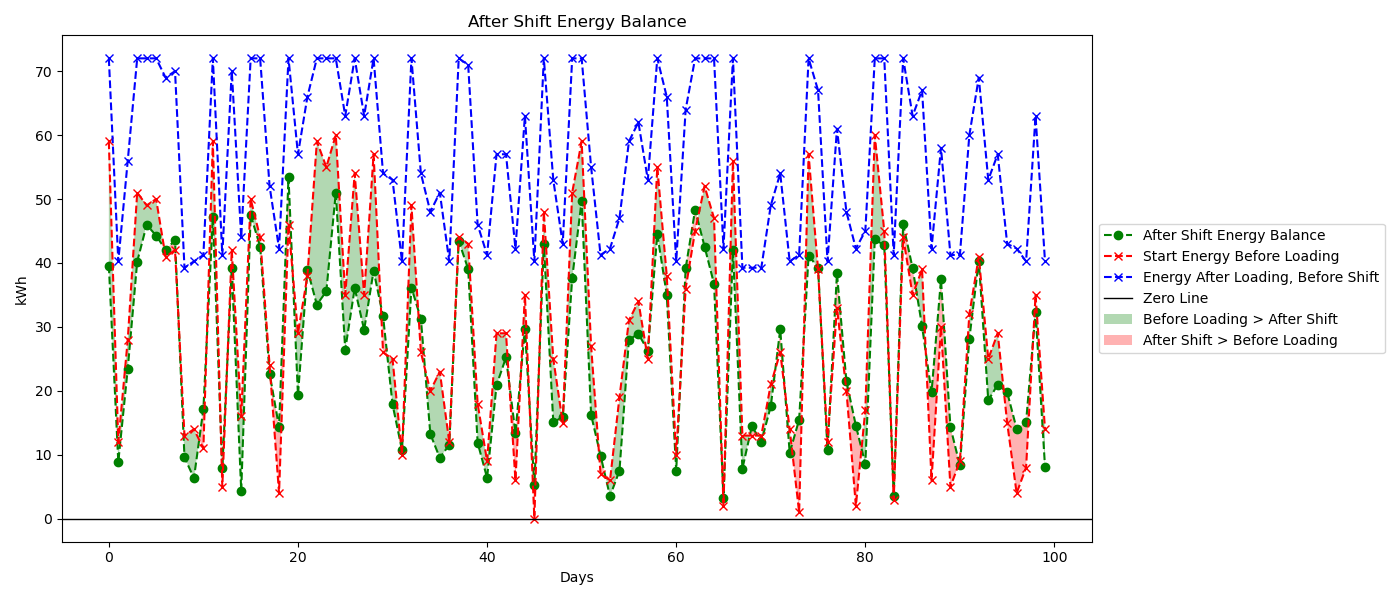 After Shift Energy Balance
70
60
50
40
30
20
10
0
kWh
0
20
40
60
80
100
Days
After Shift Energy Balance
Start Energy Before Loading
Energy After Loading, Before Shift
Zero Line
Before Loading > After Shift
After Shift > Before Loading